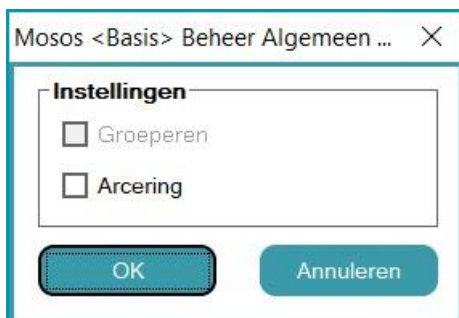 Mosos <Basis> Beheer Algemeen ...
Instellingen
Groeperen
Arcering
OK Annuleren